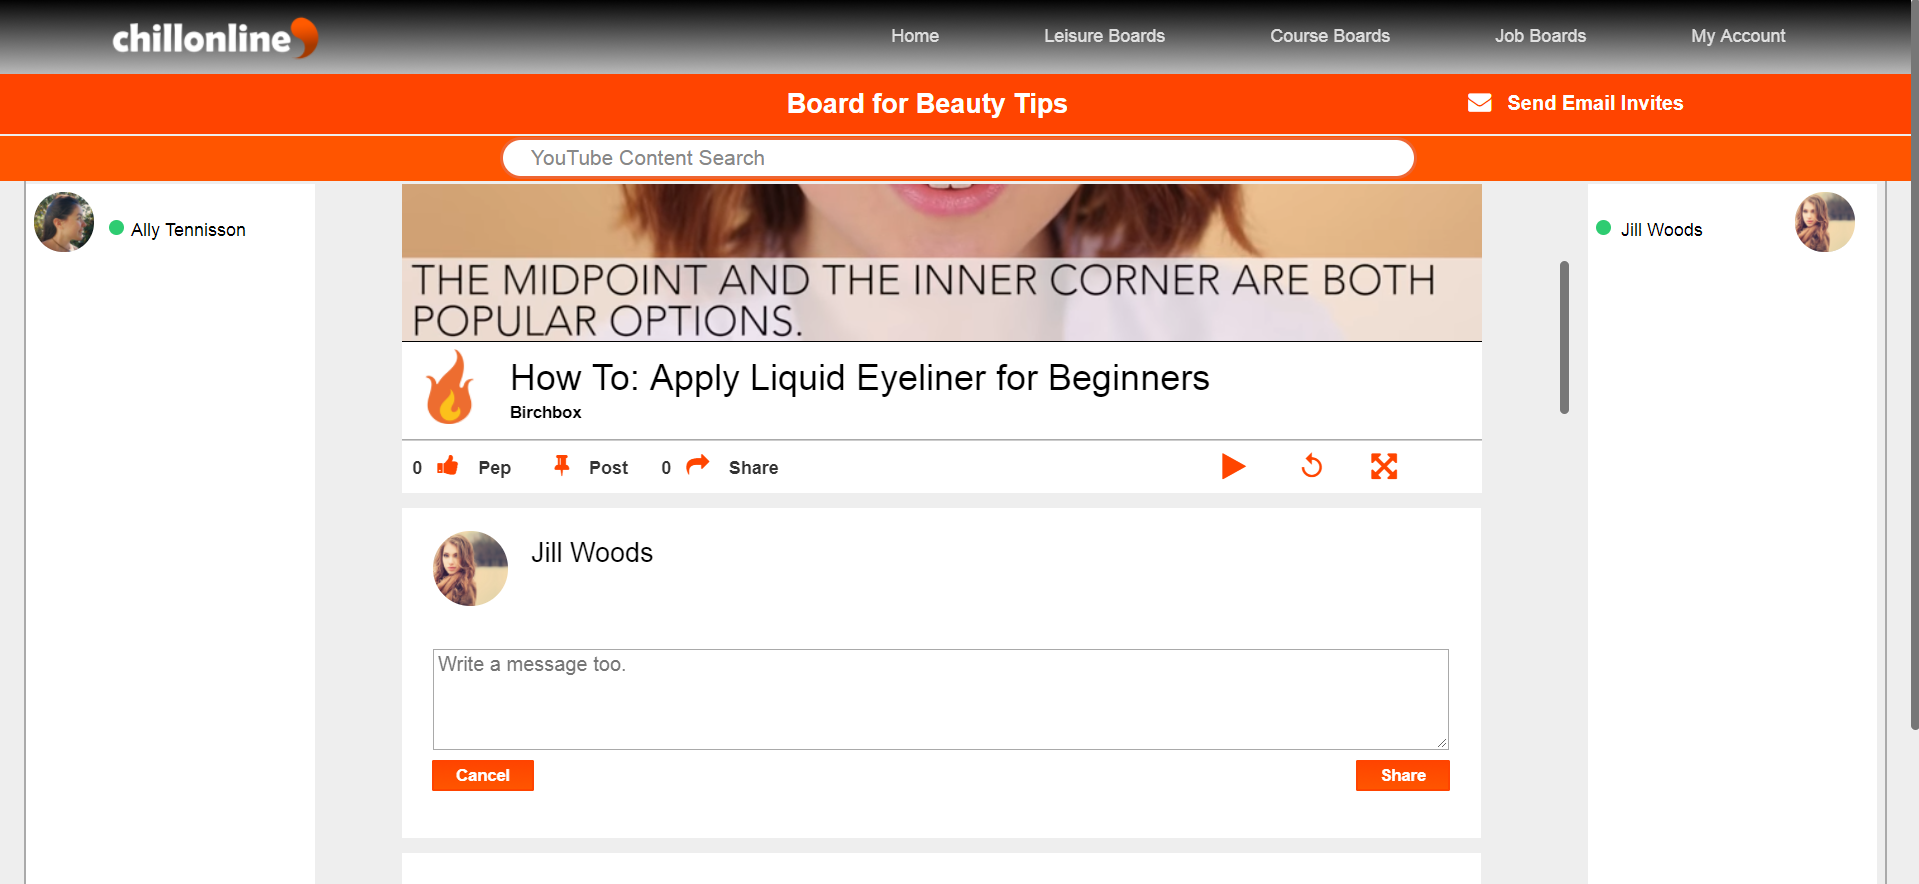 chillonline
Home
Leisure Boards
Course Boards
Job Boards
My Account
Board for Beauty Tips
Send Email Invites
YouTube Content Search
Ally Tennisson
Jill Woods
THE MIDPOINT AND THE INNER CORNER ARE BOTH
POPULAR OPTIONS.
How To: Apply Liquid Eyeliner for Beginners
Birchbox
0 Pep Post 0 Share
Jill Woods
Write a message too.
Cancel
Share